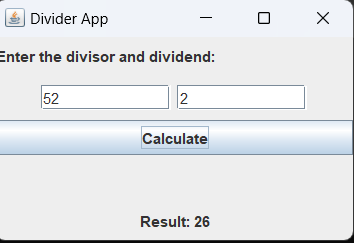 Divider App
Enter the divisor and dividend:
52 2
Calculate
Result: 26